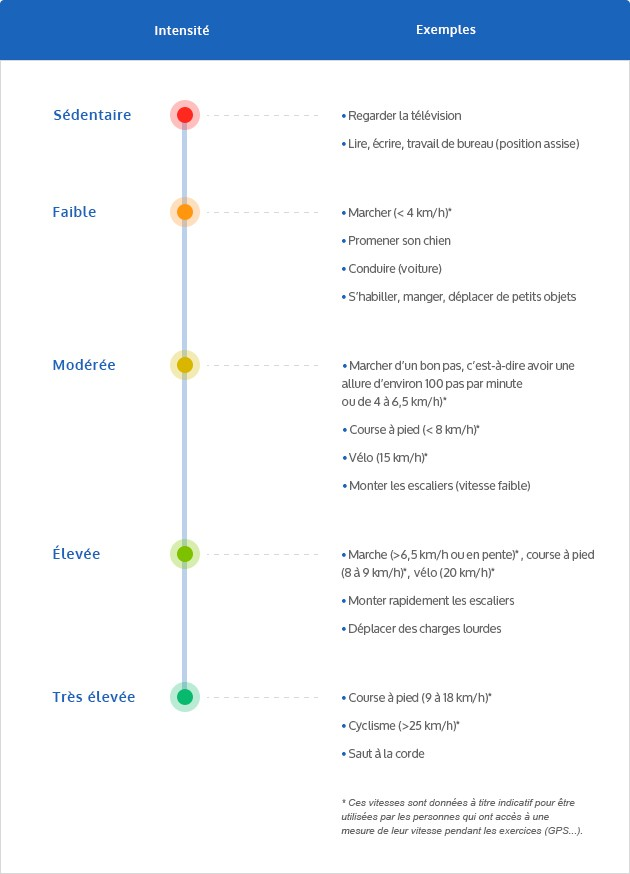 Intensité
Exemples
Sédentaire
• Regarder la télévision
• Lire, écrire, travail de bureau (position assise)
Faible
• Marcher (< 4 km/h)*
• Promener son chien
• Conduire (voiture)
• S'habiller, manger, déplacer de petits objets
Modérée
• Marcher d'un bon pas, c'est-à-dire avoir une
allure d'environ 100 pas par minute
ou de 4 à 6,5 km/h)*
• Course à pied (< 8 km/h)*
• Vélo (15 km/h)*
• Monter les escaliers (vitesse faible)
Élevée
• Marche (>6,5 km/h ou en pente)* , course à pied
(8 à 9 km/h)*, vélo (20 km/h)*
• Monter rapidement les escaliers
• Déplacer des charges lourdes
Très élevée
• Course à pied (9 à 18 km/h)*
• Cyclisme (>25 km/h)*
• Saut à la corde
* Ces vitesses sont données à titre indicatif pour être
utilisées par les personnes qui ont accès à une
mesure de leur vitesse pendant les exercices (GPS...).